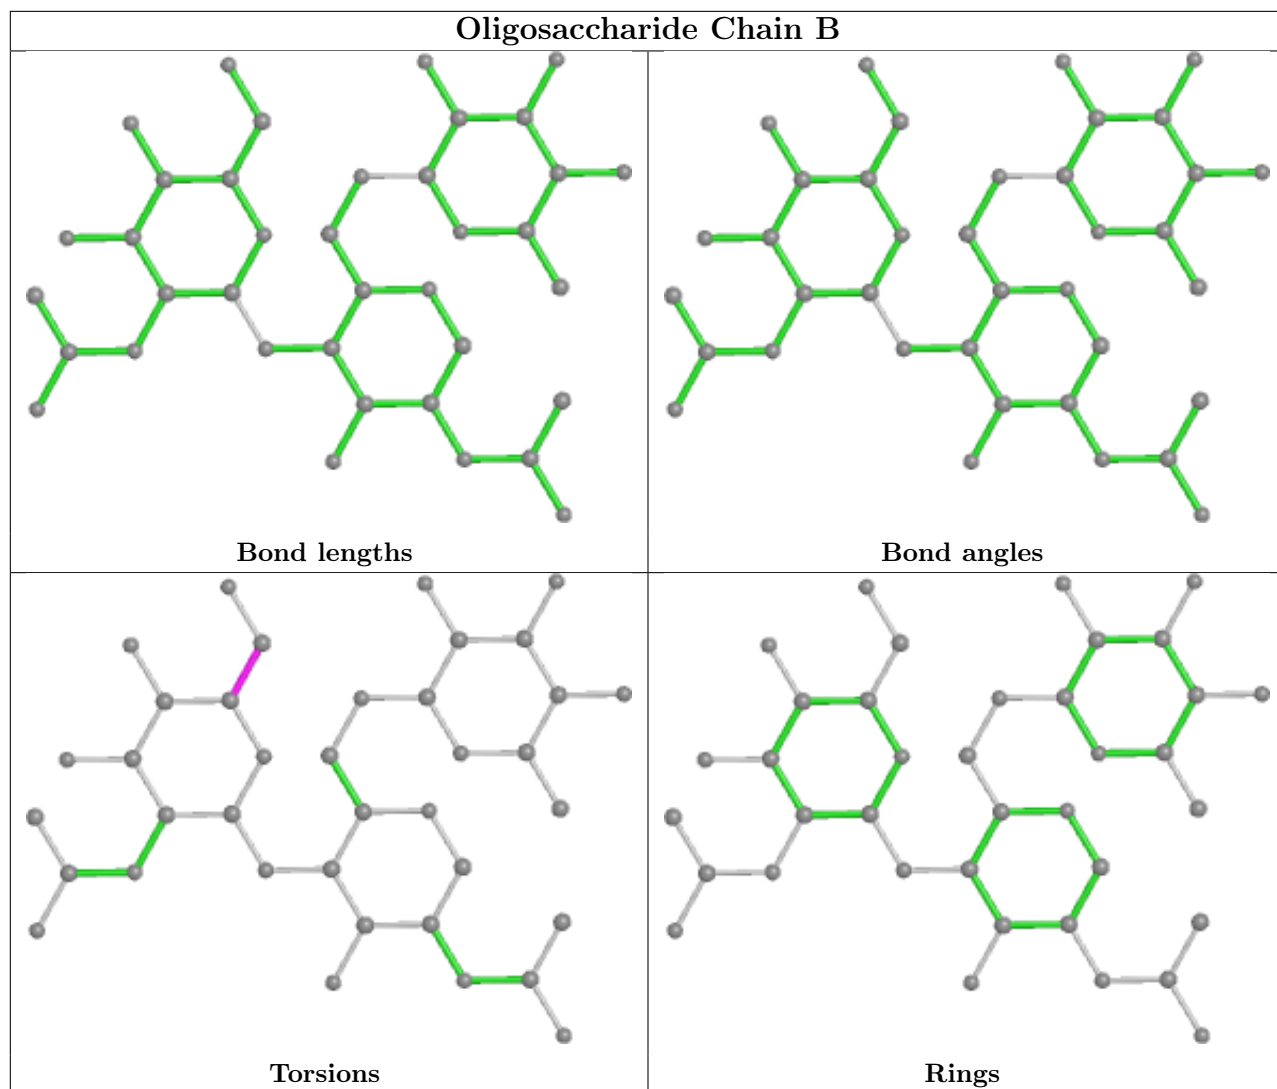 Oligosaccharide Chain B
Bond lengths
Bond angles
Torsions
Rings